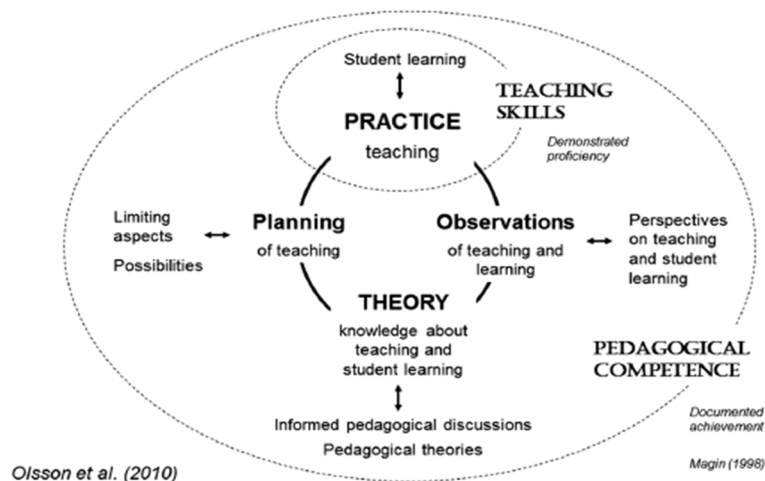 Student learning
TEACHING
SKILLS
PRACTICE
teaching
Demonstrated
proficiency
Limiting
aspects
Possibilities
Planning
of teaching
Observations
of teaching and
learning
Perspectives
on teaching
and student
learning
THEORY
knowledge about
teaching and
student learning
PEDAGOGICAL
COMPETENCE
Informed pedagogical discussions
Pedagogical theories
Documented
achievement
Magin (1998)
Olsson et al. (2010)